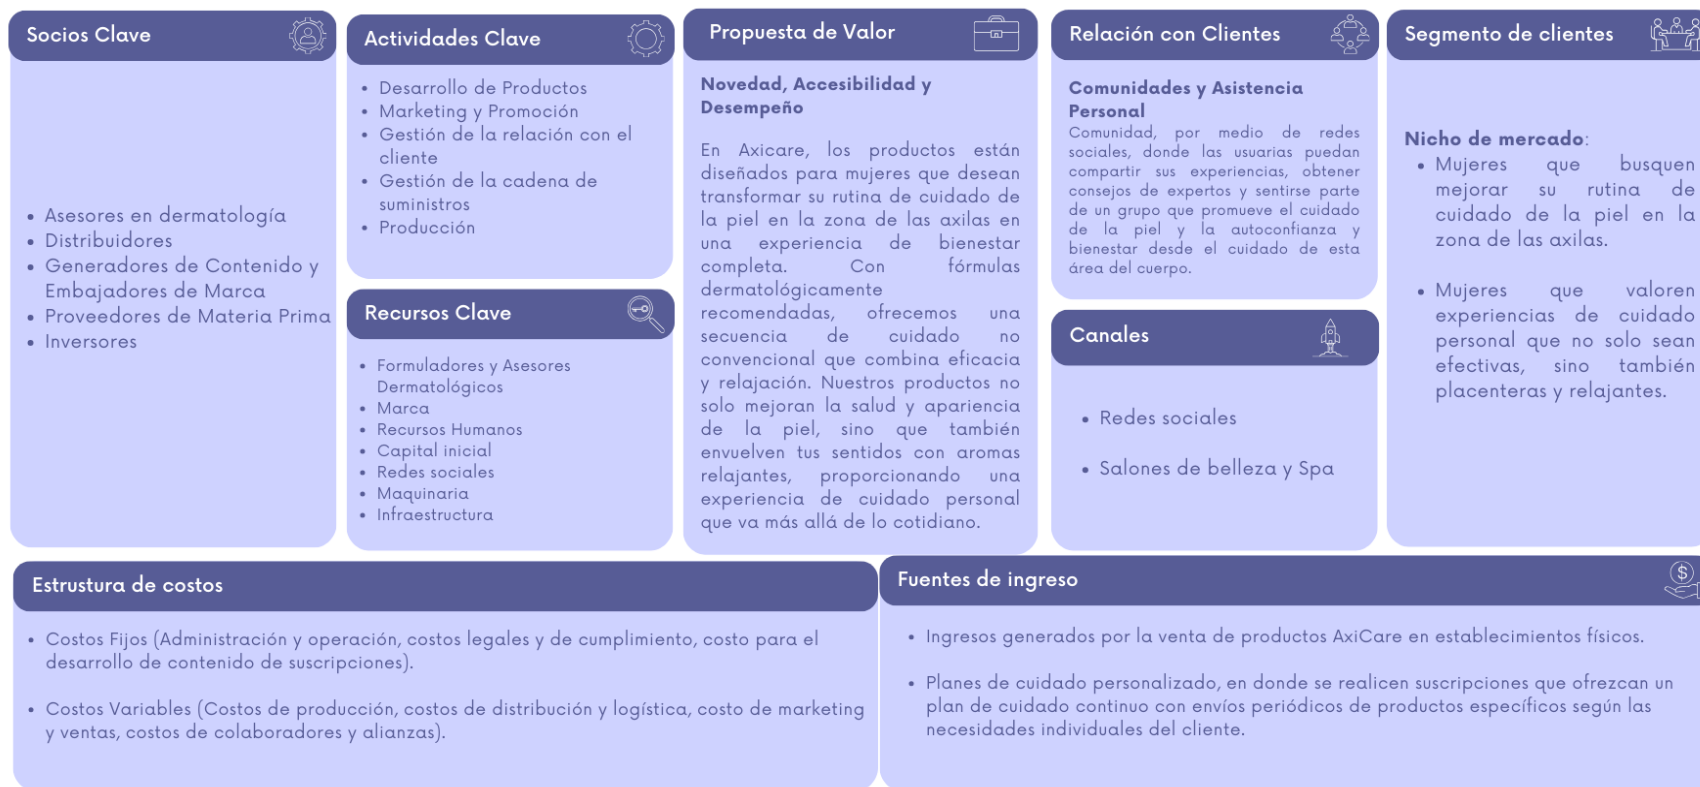 Socios Clave
Asesores en dermatología
Distribuidores
Generadores de Contenido y
Embajadores de Marca
Proveedores de Materia Prima
Inversores
Actividades Clave
Desarrollo de Productos
Marketing y Promoción
Gestión de la relación con el
cliente
Gestión de la cadena de
suministros
Producción
Recursos Clave
Formuladores y Asesores
Dermatológicos
Marca
Recursos Humanos
Capital inicial
Redes sociales
Maquinaria
Infraestructura
Propuesta de Valor
Novedad, Accesibilidad y
Desempeño
En Axicare, los productos están
diseñados para mujeres que desean
transformar su rutina de cuidado de
la piel en la zona de las axilas en
una experiencia de bienestar
completa. Con fórmulas
dermatológicamente
recomendadas, ofrecemos una
secuencia de cuidado no
convencional que combina eficacia
y relajación. Nuestros productos no
solo mejoran la salud y apariencia
de la piel, sino que también
envuelven tus sentidos con aromas
relajantes, proporcionando una
experiencia de cuidado personal
que va más allá de lo cotidiano.
Relación con Clientes
Comunidades y Asistencia
Personal
Comunidad, por medio de redes
sociales, donde las usuarias puedan
compartir sus experiencias, obtener
consejos de expertos y sentirse parte
de un grupo que promueve el cuidado
de la piel y la autoconfianza y
bienestar desde el cuidado de esta
área del cuerpo.
Canales
Redes sociales
Salones de belleza y Spa
Segmento de clientes
Nicho de mercado:
Mujeres que busquen
mejorar su rutina de
cuidado de la piel en la
zona de las axilas.
Mujeres que valoren
experiencias de cuidado
personal que no solo sean
efectivas, sino también
placenteras y relajantes.
Estrustura de costos
Costos Fijos (Administración y operación, costos legales y de cumplimiento, costo para el
desarrollo de contenido de suscripciones).
Costos Variables (Costos de producción, costos de distribución y logística, costo de marketing
y ventas, costos de colaboradores y alianzas).
Fuentes de ingreso
$
Ingresos generados por la venta de productos AxiCare en establecimientos físicos.
Planes de cuidado personalizado, en donde se realicen suscripciones que ofrezcan un
plan de cuidado continuo con envíos periódicos de productos específicos según las
necesidades individuales del cliente.